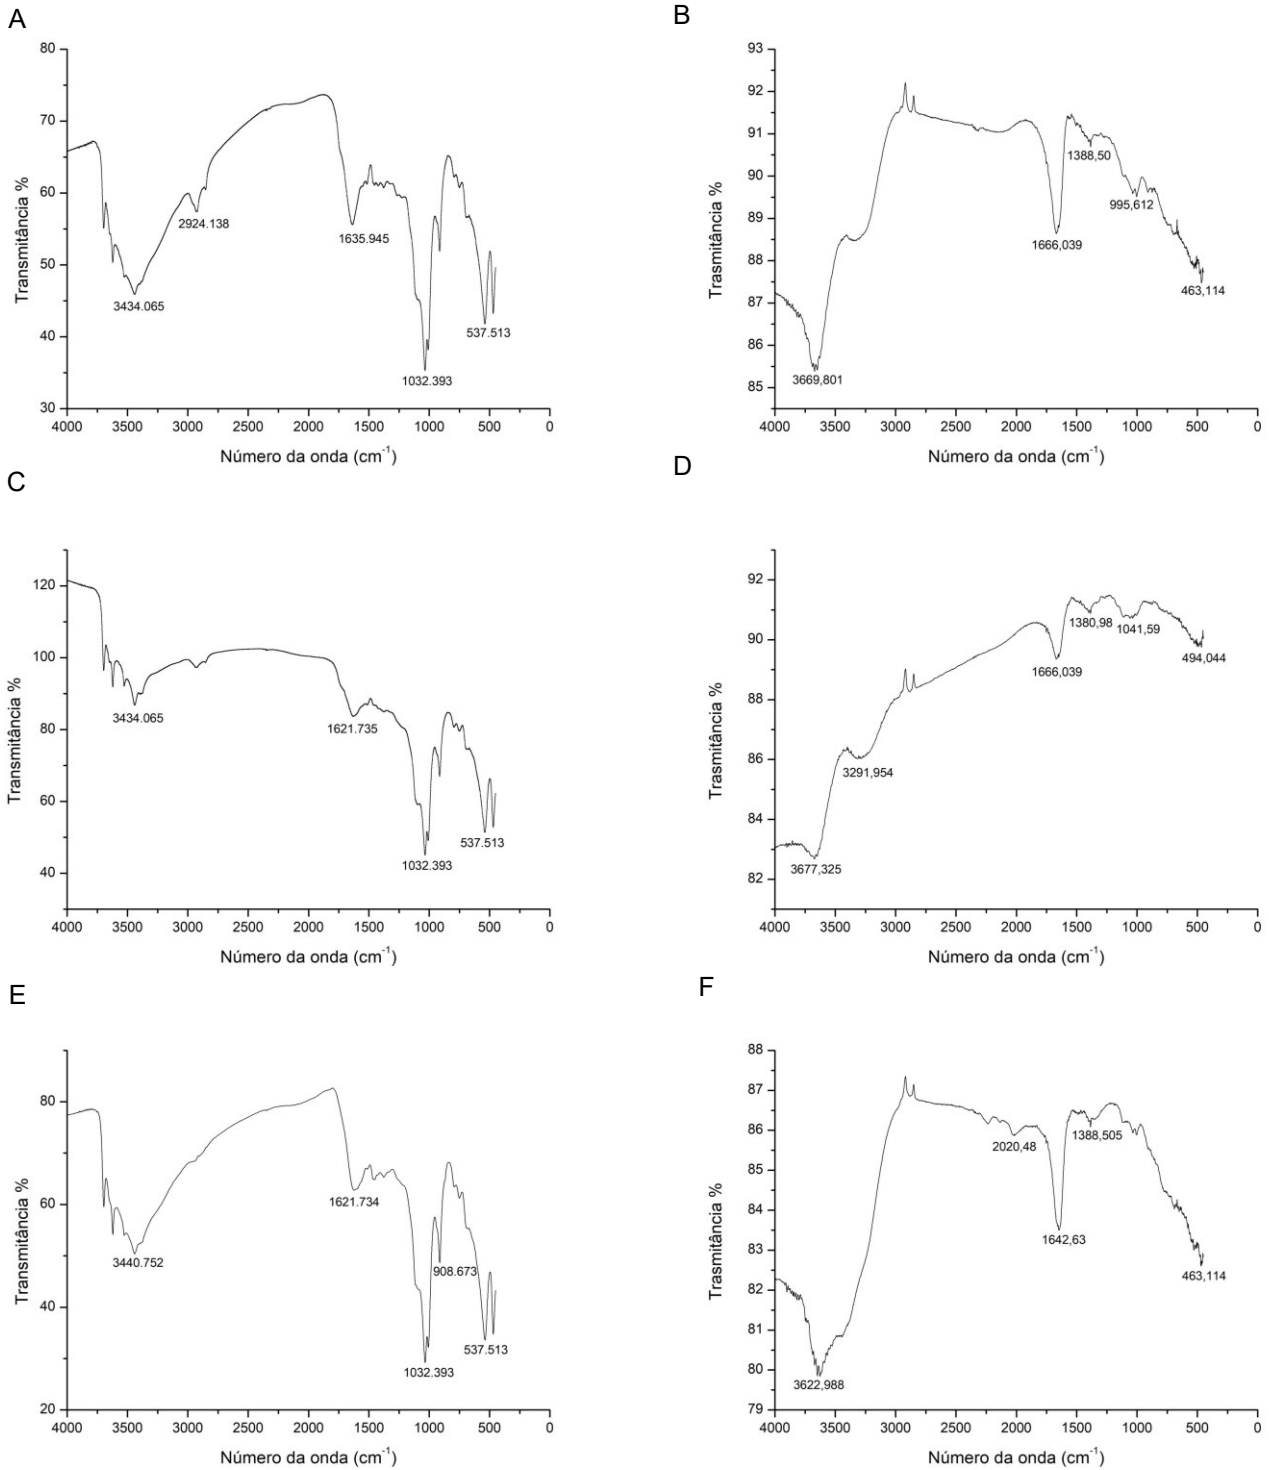 A
80
70
60
50
40
30
Transmitância %
2924.138
3434.065
1635.945
1032.393
537.513
4000 3500 3000 2500 2000 1500 1000 500 0
Número da onda (cm-1)
B
93
92
91
90
89
88
87
86
85
Trasmitância %
3669,801
1666,039
1388,50
995,612
463,114
4000 3500 3000 2500 2000 1500 1000 500 0
Número da onda (cm-1)
C
120
100
80
60
40
Transmitância %
3434.065
1621.735
1032.393
537.513
4000 3500 3000 2500 2000 1500 1000 500 0
Número da onda (cm-1)
D
92
90
88
86
84
82
Trasmitância %
3677,325
3291,954
1666,039
1380,98
1041,59
494,044
4000 3500 3000 2500 2000 1500 1000 500 0
Número da onda (cm-1)
E
80
60
40
20
Transmitância %
3440.752
1621.734
908.673
1032.393
537.513
4000 3500 3000 2500 2000 1500 1000 500 0
Número da onda (cm-1)
F
88
87
86
85
84
83
82
81
80
79
Trasmitância %
3622,988
2020,48
1642,63
1388,505
463,114
4000 3500 3000 2500 2000 1500 1000 500 0
Número da onda (cm-1)